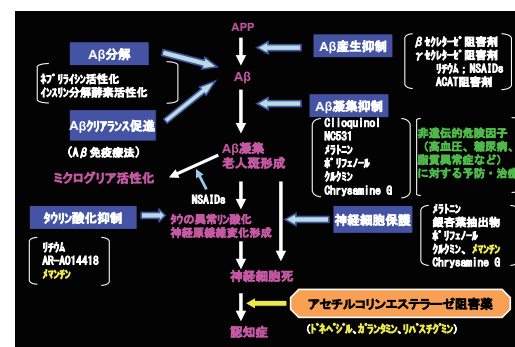 APP
Aβ分解
ネプリライシン活性化
インスリン分解酵素活性化
Aβ産生抑制
βセクレターゼ阻害剤
γセクレターゼ阻害剤
リチウム；NSAIDs
ACAT阻害剤
Aβ
Aβクリアランス促進
(Aβ免疫療法)
Aβ凝集抑制
Clioquinol
NC531
メラトニン
ポリフェノール
クルクミン
Chrysamine G
非遺伝的危険因子
(高血圧、糖尿病、
脂質異常症など)
に対する予防・治療
Aβ凝集
老人斑形成
ミクログリア活性化
NSAIDs
タウリン酸化抑制
リチウム
AR-A014418
メマンチン
タウの異常リン酸化
神経原線維変化形成
神経細胞保護
メラトニン
銀杏葉抽出物
ポリフェノール
クルクミン、メマンチン
Chrysamine G
神経細胞死
アセチルコリンエステラーゼ阻害薬
(ドネペジル、ガランタミン、リバスチグミン)
認知症